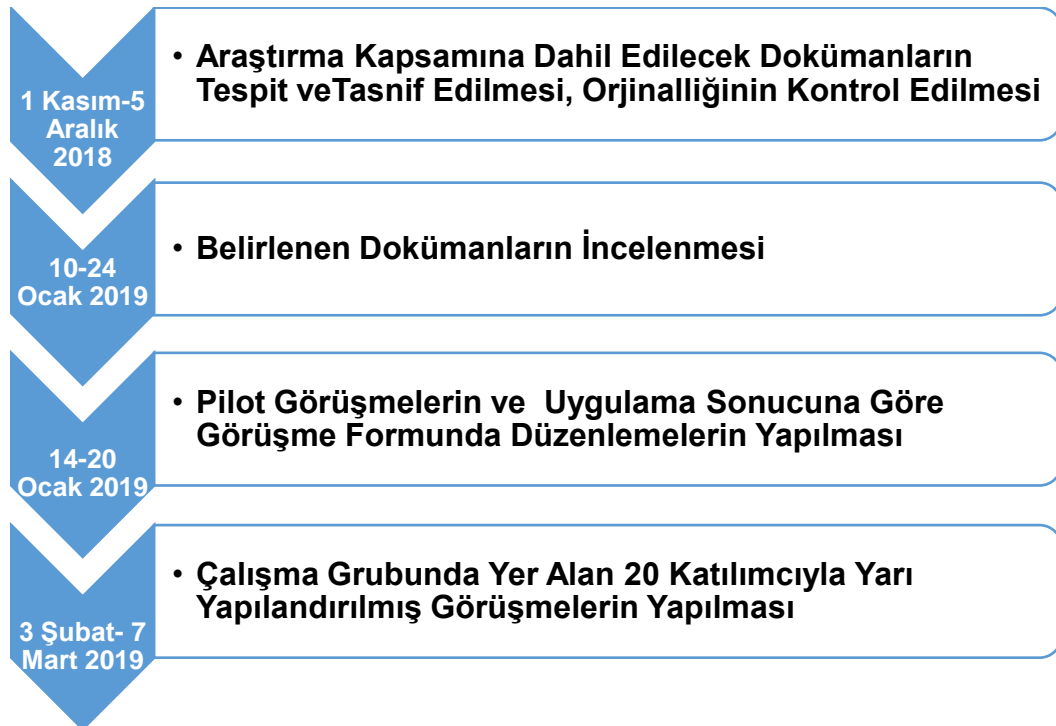 1 Kasım-5
Aralık
2018
• Araştırma Kapsamına Dahil Edilecek Dokümanların
Tespit veTasnif Edilmesi, Orjinalliğinin Kontrol Edilmesi
10-24
Ocak 2019
• Belirlenen Dokümanların İncelenmesi
14-20
Ocak 2019
• Pilot Görüşmelerin ve  Uygulama Sonucuna Göre
Görüşme Formunda Düzenlemelerin Yapılması
3 Şubat- 7
Mart 2019
• Çalışma Grubunda Yer Alan 20 Katılımcıyla Yarı
Yapılandırılmış Görüşmelerin Yapılması